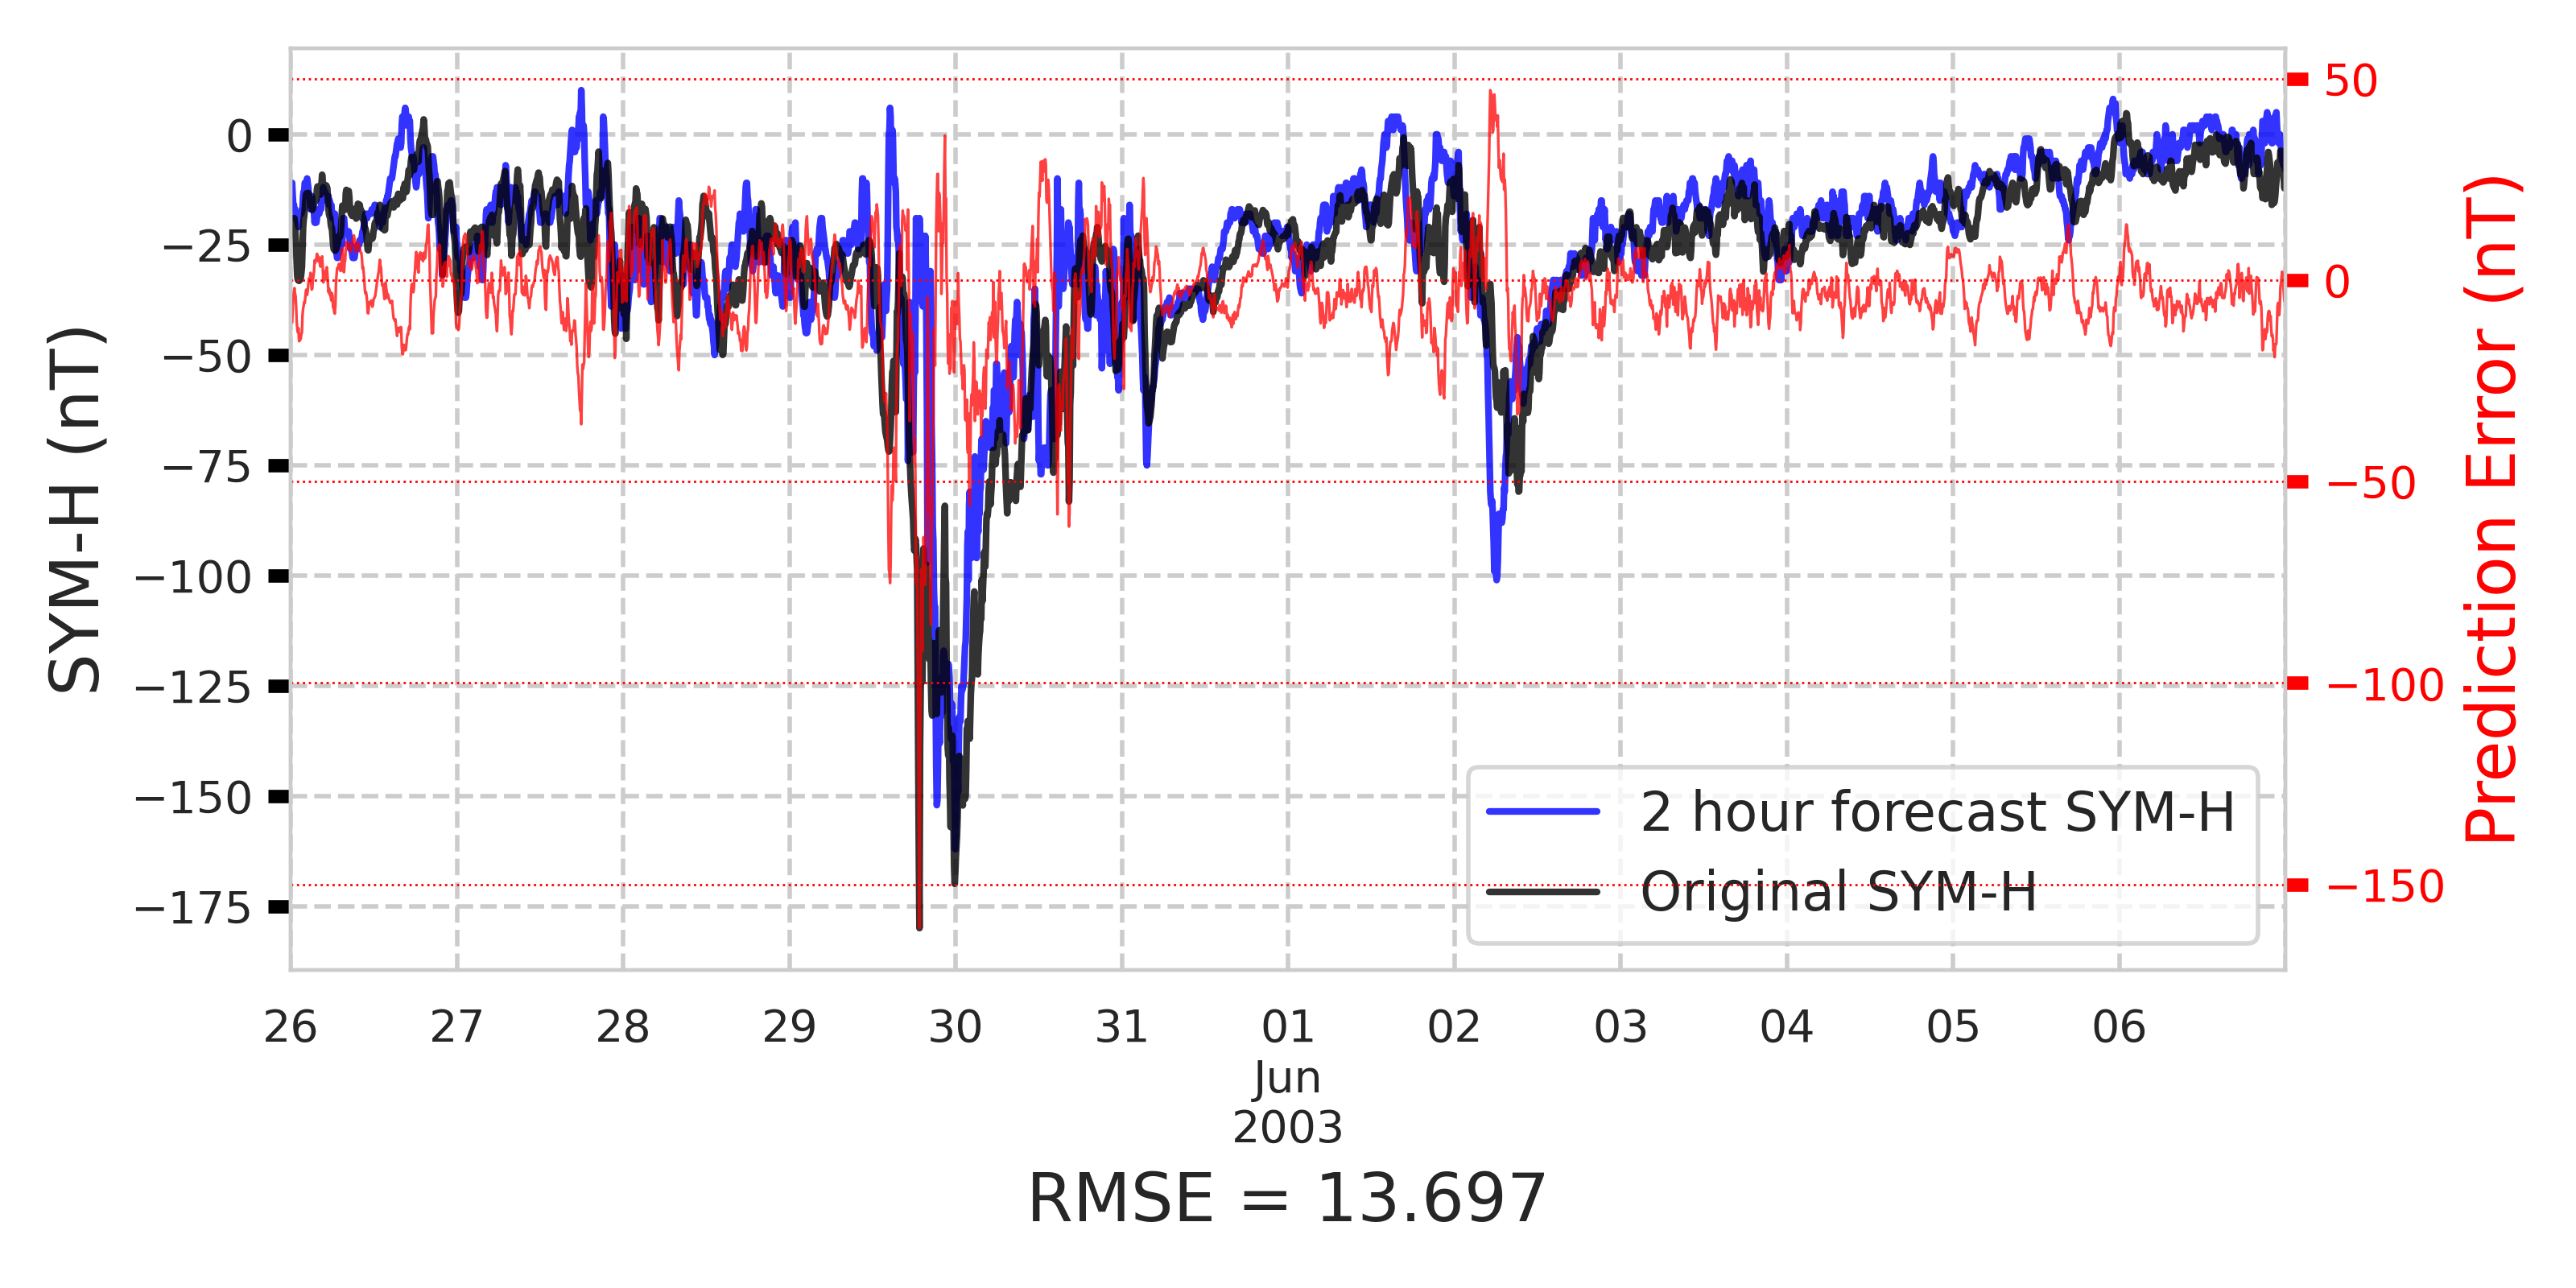 SYM-H (nT)
0
−25
−50
−75
−100
−125
−150
−175
50
0
−50
−100
−150
Prediction Error (nT)
2 hour forecast SYM-H
Original SYM-H
26 27 28 29 30 31 01 02 03 04 05 06
Jun
2003
RMSE = 13.697